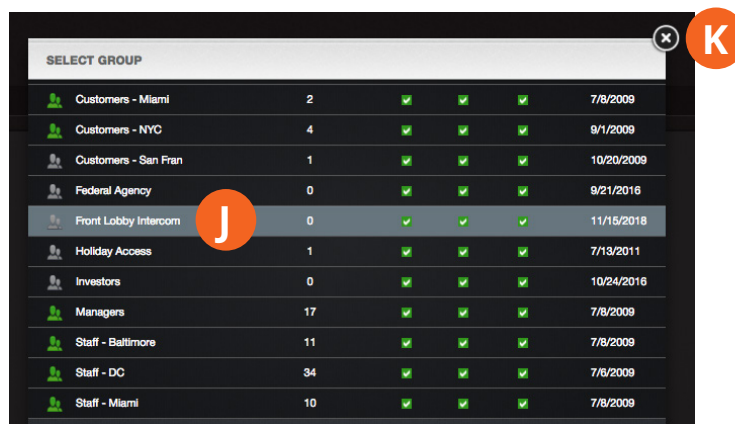 K
SELECT GROUP
Customers - Miami 2 7/8/2009
Customers - NYC 4 9/1/2009
Customers - San Fran 1 10/20/2009
Federal Agency 0 9/21/2016
Front Lobby Intercom J 0 11/15/2018
Holiday Access 1 7/13/2011
Investors 0 10/24/2016
Managers 17 7/8/2009
Staff - Baltimore 11 7/8/2009
Staff - DC 34 7/6/2009
Staff - Miami 10 7/8/2009